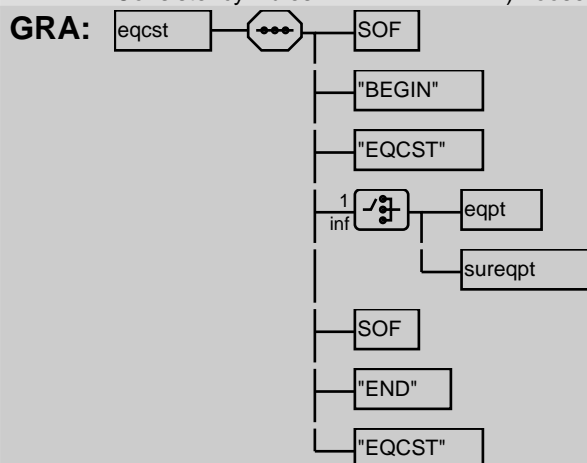 GRA: eqcst SOF
"BEGIN"
"EQCST"
1
inf
eqpt
sureqpt
SOF
"END"
"EQCST"